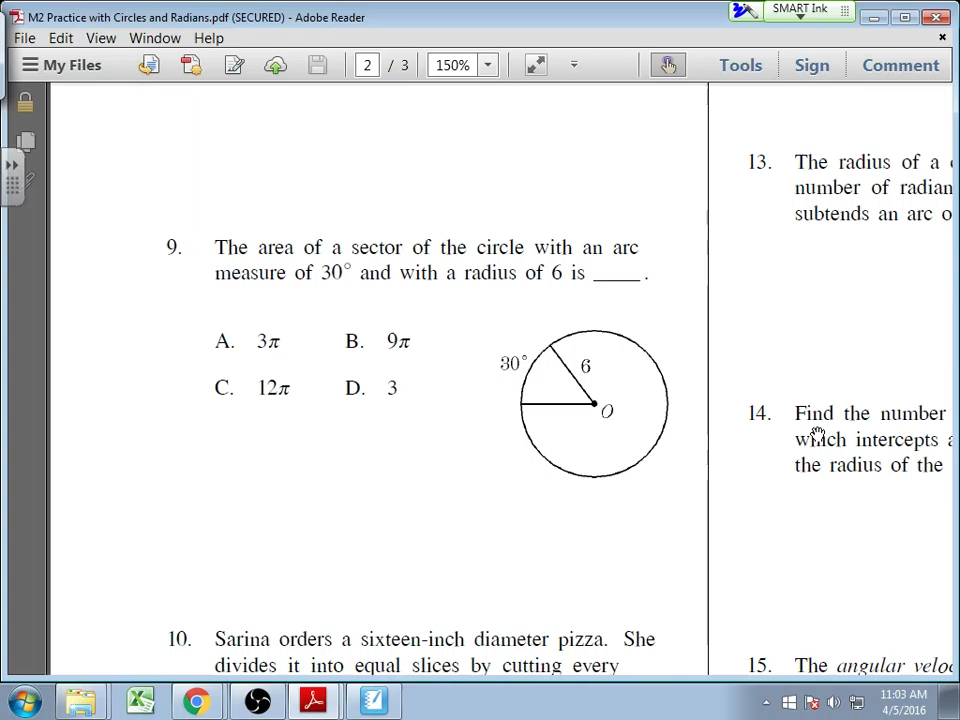 M2 Practice with Circles and Radians.pdf (SECURED) - Adobe Reader
SMART Ink
File Edit View Window Help
My Files 2 / 3 150% Tools Sign Comment
9. The area of a sector of the circle with an arc
measure of 30° and with a radius of 6 is ____ .
A. 3π B. 9π
C. 12π D. 3
30°
6
O
10. Sarina orders a sixteen-inch diameter pizza. She
divides it into equal slices by cutting every
13. The radius of a
number of radian
subtends an arc o
14. Find the number
which intercepts a
the radius of the
15. The angular velo
11:03 AM
4/5/2016